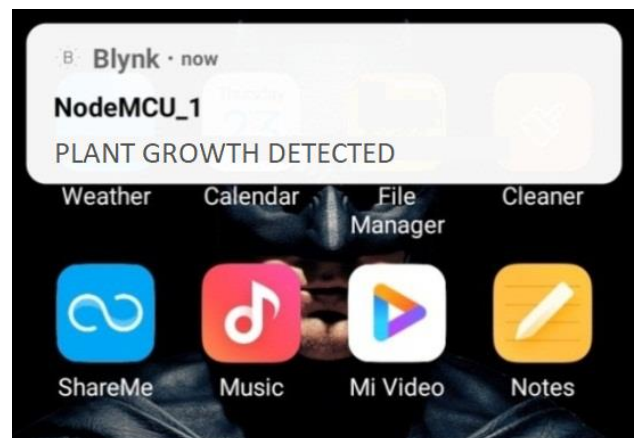 B Blynk · now
NodeMCU_1
PLANT GROWTH DETECTED
Weather Calendar File Manager Cleaner
ShareMe Music Mi Video Notes